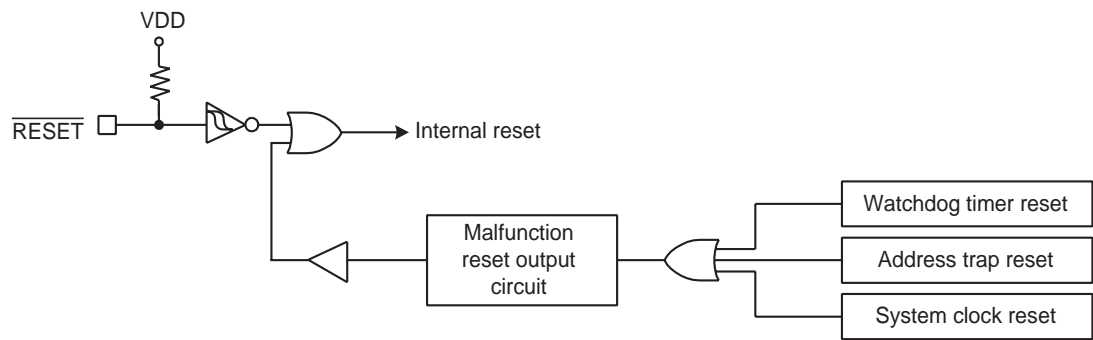 VDD
RESET
Internal reset
Watchdog timer reset
Malfunction
reset output
circuit
Address trap reset
System clock reset